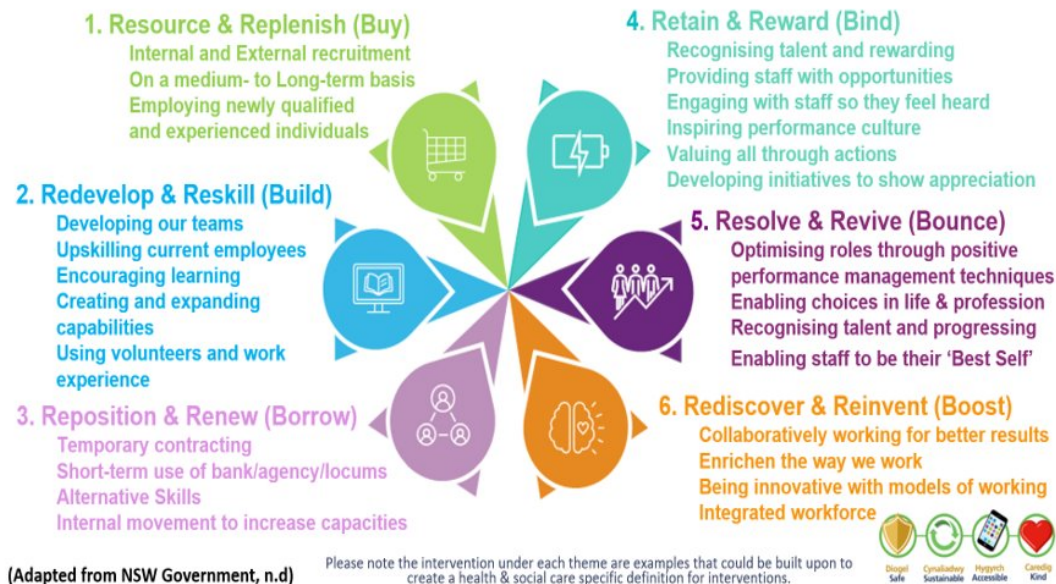 1. Resource & Replenish (Buy)
Internal and External recruitment
On a medium- to Long-term basis
Employing newly qualified
and experienced individuals
2. Redevelop & Reskill (Build)
Developing our teams
Upskilling current employees
Encouraging learning
Creating and expanding
capabilities
Using volunteers and work
experience
3. Reposition & Renew (Borrow)
Temporary contracting
Short-term use of bank/agency/locums
Alternative Skills
Internal movement to increase capacities
4. Retain & Reward (Bind)
Recognising talent and rewarding
Providing staff with opportunities
Engaging with staff so they feel heard
Inspiring performance culture
Valuing all through actions
Developing initiatives to show appreciation
5. Resolve & Revive (Bounce)
Optimising roles through positive
performance management techniques
Enabling choices in life & profession
Recognising talent and progressing
Enabling staff to be their ‘Best Self’
6. Rediscover & Reinvent (Boost)
Collaboratively working for better results
Enrichen the way we work
Being innovative with models of working
Integrated workforce
(Adapted from NSW Government, n.d)
Please note the intervention under each theme are examples that could be built upon to
create a health & social care specific definition for interventions.
Diogel
Safe
Cynaliadwy
Sustainable
Hygyrch
Accessible
Caredig
Kind